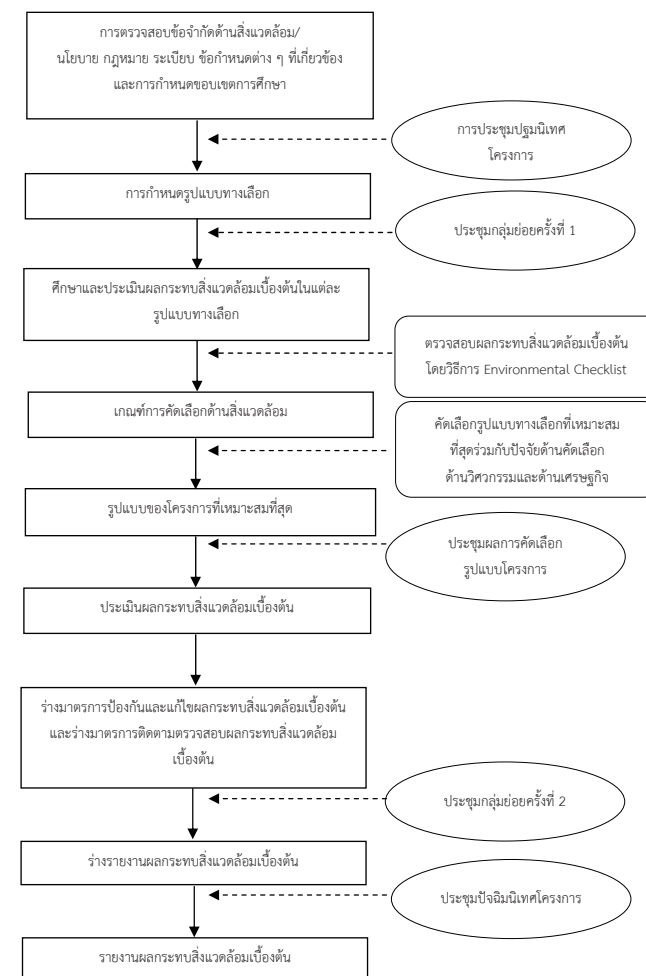 การตรวจสอบข้อจำกัดด้านสิ่งแวดล้อม/
นโยบาย กฎหมาย ระเบียบ ข้อกำหนดต่าง ๆ ที่เกี่ยวข้อง
และการกำหนดขอบเขตการศึกษา
การประชุมปฐมนิเทศ
โครงการ
การกำหนดรูปแบบทางเลือก
ประชุมกลุ่มย่อยครั้งที่ 1
ศึกษาและประเมินผลกระทบสิ่งแวดล้อมเบื้องต้นในแต่ละ
รูปแบบทางเลือก
ตรวจสอบผลกระทบสิ่งแวดล้อมเบื้องต้น
โดยวิธีการ Environmental Checklist
เกณฑ์การคัดเลือกด้านสิ่งแวดล้อม
คัดเลือกรูปแบบทางเลือกที่เหมาะสม
ที่สุดร่วมกับปัจจัยด้านคัดเลือก
ด้านวิศวกรรมและด้านเศรษฐกิจ
รูปแบบของโครงการที่เหมาะสมที่สุด
ประชุมผลการคัดเลือก
รูปแบบโครงการ
ประเมินผลกระทบสิ่งแวดล้อมเบื้องต้น
ร่างมาตรการป้องกันและแก้ไขผลกระทบสิ่งแวดล้อมเบื้องต้น
และร่างมาตรการติดตามตรวจสอบผลกระทบสิ่งแวดล้อม
เบื้องต้น
ประชุมกลุ่มย่อยครั้งที่ 2
ร่างรายงานผลกระทบสิ่งแวดล้อมเบื้องต้น
ประชุมปัจฉิมนิเทศโครงการ
รายงานผลกระทบสิ่งแวดล้อมเบื้องต้น